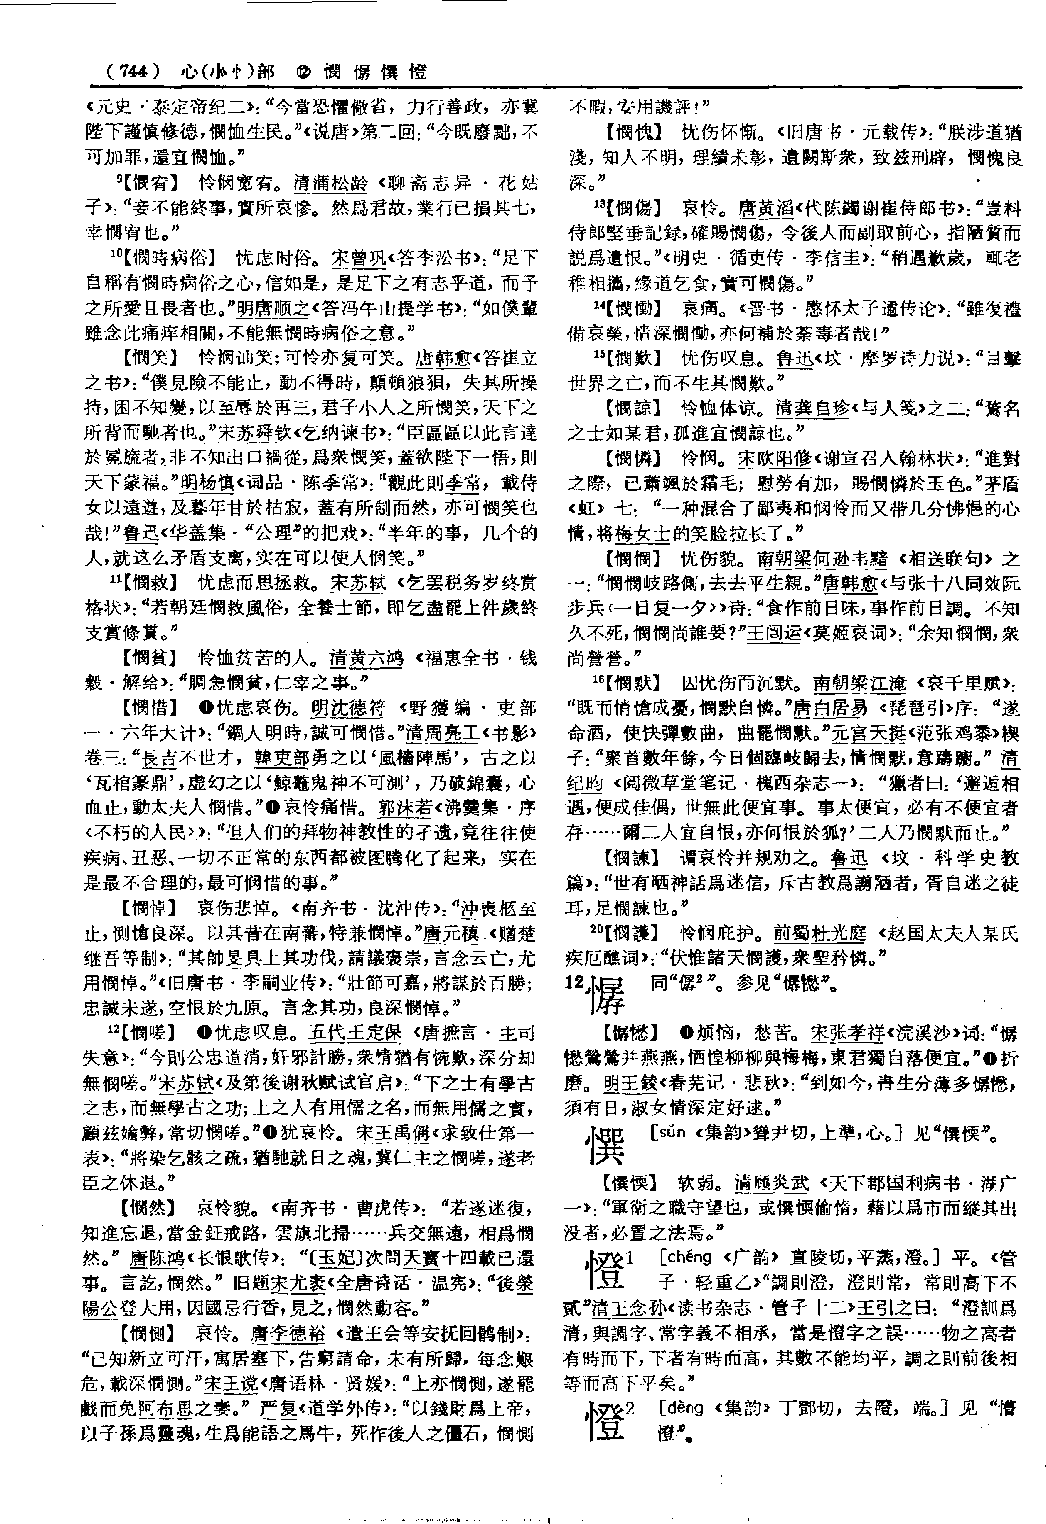 (744) 心(小忄)部 ⑫ 憫 㥛 㦏 憕
《元史·泰定帝纪二》：“今當恐懼儆省，力行善政，亦冀
陛下謹慎修德，憫恤生民。”《说唐》第二回：“今既廢黜，不
可加罪，還宜憫恤。”
⁹【憫宥】 怜悯宽宥。清蒲松龄《聊斋志异·花姑
子》：“妾不能終事，實所哀慘。然爲君故，業行已損其七，
幸憫宥也。”
¹⁰【憫時病俗】 忧虑时俗。宋曾巩《答李沿书》：“足下
自稱有憫時病俗之心，信如是，是足下之有志乎道，而予
之所愛且畏者也。”明唐顺之《答冯午山提学书》：“如僕輩
雖念此痛痒相關，不能無憫時病俗之意。”
【憫笑】 怜悯讪笑；可怜亦复可笑。唐韩愈《答崔立
之书》：“僕見險不能止，動不得時，顛頓狼狽，失其所操
持，困不知變，以至辱於再三，君子小人之所憫笑，天下之
所背而馳者也。”宋苏舜钦《乞纳谏书》：“臣區區以此言達
於冕旒者，非不知出口禍從，爲衆憫笑，蓋欲陛下一悟，則
天下蒙福。”明杨慎《词品·陈季常》：“觀此則季常，載侍
女以遠遊，及暮年甘於枯寂，蓋有所制而然，亦可憫笑也
哉！”鲁迅《华盖集·“公理”的把戏》：“半年的事，几个的
人，就这么矛盾支离，实在可以使人悯笑。”
¹¹【憫救】 忧虑而思拯救。宋苏轼《乞罢税务岁终赏
格状》：“若朝廷憫救風俗，全養士節，即乞盡罷上件歲終
支賞條貫。”
【憫貧】 怜恤贫苦的人。清黄六鸿《福惠全书·钱
穀·解给》：“賙急憫貧，仁宰之事。”
【憫惜】 ❶忧虑哀伤。明沈德符《野獲编·吏部
一·六年大计》：“銅人明時，誠可憫惜。”清周亮工《书影》
卷三：“長吉不世才，韓吏部勇之以‘風檣陣馬’，古之以
‘瓦棺篆鼎’，虚幻之以‘鯨鼇鬼神不可測’，乃破錦囊，心
血止，動太夫人憫惜。”❷哀怜痛惜。郭沫若《沸羹集·序
《不朽的人民》》：“但人们的拜物神教性的孑遗，竟往往使
疾病、丑恶、一切不正常的东西都被图腾化了起来，实在
是最不合理的，最可悯惜的事。”
【憫悼】 哀伤悲悼。《南齐书·沈冲传》：“沖喪柩至
止，惻愴良深。以其昔在南蕃，特兼憫悼。”唐元稹《赠楚
继吾等制》：“其帥旻具上其功伐，請議褒崇，言念云亡，尤
用憫悼。”《旧唐书·李嗣业传》：“壯節可嘉，將謀於百勝；
忠誠未遂，空恨於九原。言念其功，良深憫悼。”
¹²【憫嗟】 ❶忧虑叹息。五代王定保《唐摭言·主司
失意》：“今則公忠道消，奸邪計勝，衆情猶有惋歎，深分却
無憫嗟。”宋苏轼《及第後谢秋赋试官启》：“下之士有學古
之志，而無學古之功；上之人有用儒之名，而無用儒之實，
顧兹媮弊，常切憫嗟。”❷犹哀怜。宋王禹偁《求致仕第一
表》：“將染乞骸之疏，猶馳就日之魂，冀仁主之憫嗟，遂老
臣之休退。”
【憫然】 哀怜貌。《南齐书·曹虎传》：“若遂迷復，
知進忘退，當金鉦戒路，雲旗北掃……兵交無遠，相爲憫
然。”唐陈鸿《长恨歌传》：“〔玉妃〕次問天寶十四載已還
事。言訖，憫然。”旧题宋尤袤《全唐诗话·温宪》：“後滎
陽公登大用，因國忌行香，見之，憫然動容。”
【憫惻】 哀怜。唐李德裕《遣王会等安抚回鹘制》：
“已知新立可汗，寓居塞下，告窮請命，未有所歸，每念艱
危，載深憫惻。”宋王谠《唐语林·贤媛》：“上亦憫惻，遂罷
戲而免阿布思之妻。”严复《道学外传》：“以錢財爲上帝，
以子孫爲靈魂，生爲能語之馬牛，死作後人之僵石，憫惻
不暇，安用譏評！”
【憫愧】 忧伤怀惭。《旧唐书·元载传》：“朕涉道猶
淺，知人不明，理績未彰，遺闕斯衆，致兹刑辟，憫愧良
深。”
¹³【憫傷】 哀怜。唐黄滔《代陈蠲谢崔侍郎书》：“豈料
侍郎堅垂記録，確賜憫傷，令後人而剾取前心，指陋質而
説爲遺恨。”《明史·循吏传·李信圭》：“稍遇歉歲，輒老
稚相攜，緣道乞食，實可憫傷。”
¹⁴【憫慟】 哀痛。《晋书·愍怀太子遹传论》：“雖復禮
備哀榮，情深憫慟，亦何補於荼毒者哉！”
¹⁵【憫歎】 忧伤叹息。鲁迅《坟·摩罗诗力说》：“目擊
世界之亡，而不生其憫歎。”
【憫諒】 怜恤体谅。清龚自珍《与人笺》之二：“簉名
之士如某君，孤進宜憫諒也。”
【憫憐】 怜悯。宋欧阳修《谢宣召入翰林状》：“進對
之際，已蕭颯於霜毛；慰勞有加，賜憫憐於玉色。”茅盾
《虹》七：“一种混合了鄙夷和悯怜而又带几分怫悒的心
情，将梅女士的笑脸拉长了。”
【憫憫】 忧伤貌。南朝梁何逊韦黯《相送联句》之
一：“憫憫岐路側，去去平生親。”唐韩愈《与张十八同效阮
步兵〈一日复一夕〉》诗：“食作前日味，事作前日調。不知
久不死，憫憫尚誰要？”王闿运《莫姬哀词》：“余知憫憫，衆
尚營營。”
¹⁶【憫默】 因忧伤而沉默。南朝梁江淹《哀千里赋》：
“既而悄愴成憂，憫默自憐。”唐白居易《琵琶引》序：“遂
命酒，使快彈數曲，曲罷憫默。”元宫天挺《范张鸡黍》楔
子：“聚首數年餘，今日個臨岐歸去，情憫默，意躊躇。”清
纪昀《阅微草堂笔记·槐西杂志一》：“獵者曰：‘邂逅相
遇，便成佳偶，世無此便宜事。事太便宜，必有不便宜者
存……爾二人宜自恨，亦何恨於狐？’二人乃憫默而止。”
【憫諫】 谓哀怜并规劝之。鲁迅《坟·科学史教
篇》：“世有哂神話爲迷信，斥古教爲謭陋者，胥自迷之徒
耳，足憫諫也。”
²⁰【憫護】 怜悯庇护。前蜀杜光庭《赵国太夫人某氏
疾厄醮词》：“伏惟諸天憫護，衆聖矜憐。”
12 㥛 同“僝²”。参见“㥛憗”。
【㥛憗】 ❶烦恼，愁苦。宋张孝祥《浣溪沙》词：“㥛
憗鶯鶯并燕燕，恓惶柳柳與梅梅，東君獨自落便宜。”❷折
磨。明王錂《春芜记·悲秋》：“到如今，書生分薄多㥛憗，
須有日，淑女情深定好逑。”
㦏 [sǔn《集韵》聳尹切，上準，心。] 见“㦏愞”。
【㦏愞】 软弱。清顾炎武《天下郡国利病书·湖广
一》：“軍衛之職守望也，或㦏愞偷惰，藉以爲市而縱其出
没者，必置之法焉。”
憕¹ [chéng《广韵》直陵切，平蒸，澄。] 平。《管
子·轻重乙》“調則澄，澄則常，常則高下不
貳”清王念孙《读书杂志·管子十二》王引之曰：“澄訓爲
清，與調字、常字義不相承，當是憕字之誤……物之高者
有時而下，下者有時而高，其數不能均平，調之則前後相
等而高下平矣。”
憕² [dèng《集韵》丁鄧切，去隥，端。] 见“懵
憕”。